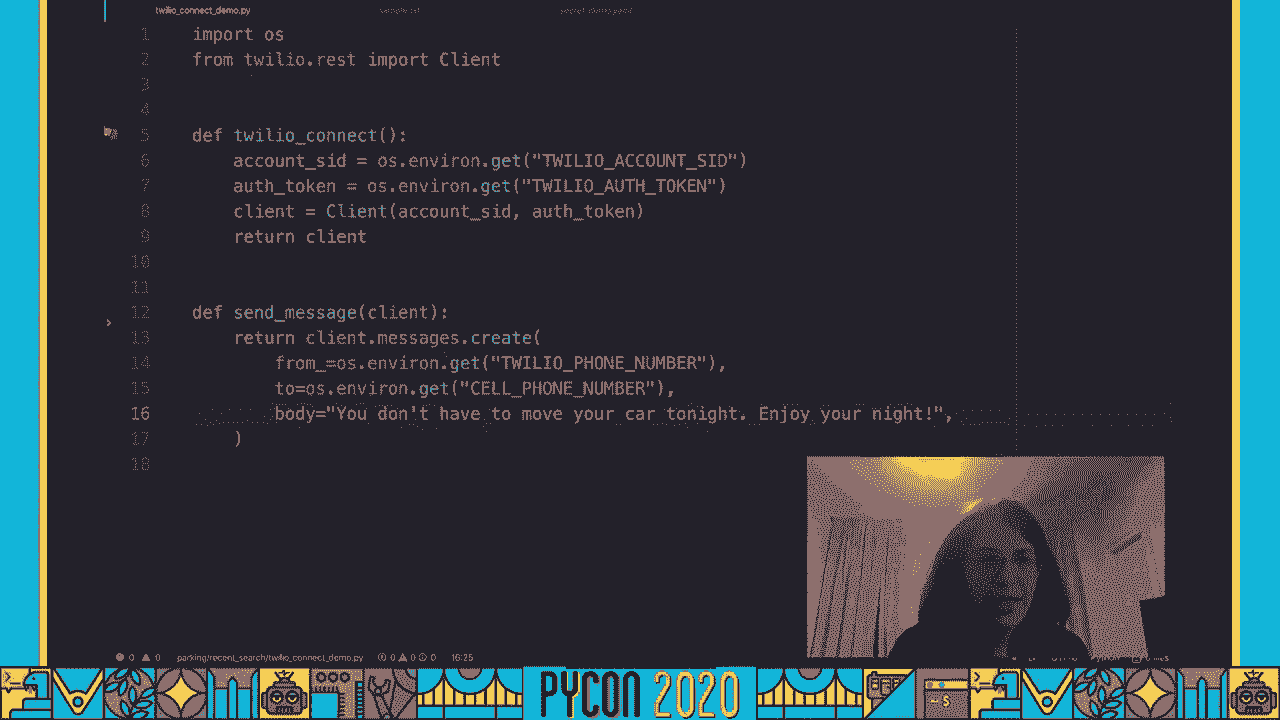 twilio_connect_demo.py sample.txt
1 import os
2 from twilio.rest import Client
3
4
5 def twilio_connect():
6 account_sid = os.environ.get("TWILIO_ACCOUNT_SID")
7 auth_token = os.environ.get("TWILIO_AUTH_TOKEN")
8 client = Client(account_sid, auth_token)
9 return client
10
11
12 def send_message(client):
13 return client.messages.create(
14 from_=os.environ.get("TWILIO_PHONE_NUMBER"),
15 to=os.environ.get("CELL_PHONE_NUMBER"),
16 body="You don't have to move your car tonight. Enjoy your night!",
17 )
18
0 0 parking/recent_search/twilio_connect_demo.py 0 0 0 16:75
PYCON 2020